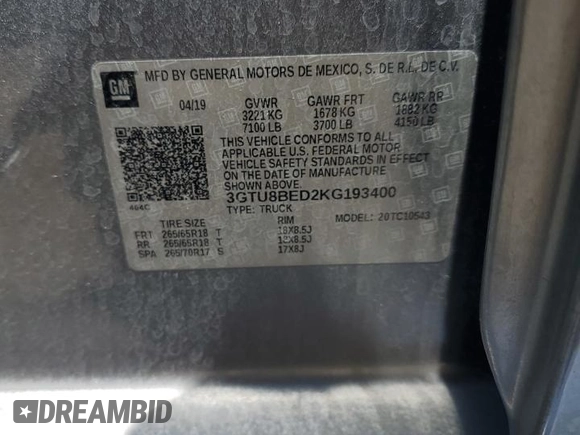 GM
MFD BY GENERAL MOTORS DE MEXICO, S. DE R.L. DE C.V.
04/19 GVWR GAWR FRT GAWR RR
3221 KG 1678 KG 1882 KG
7100 LB 3700 LB 4150 LB
THIS VEHICLE CONFORMS TO ALL
APPLICABLE U.S. FEDERAL MOTOR
VEHICLE SAFETY STANDARDS IN EFFECT
ON THE DATE OF MANUFACTURE
SHOWN ABOVE.
3GTU8BED2KG193400
TYPE: TRUCK MODEL: 20TC10543
TIRE SIZE RIM
FRT 265/65R18 T 18X8.5J
RR 265/65R18 T 18X8.5J
SPA 265/70R17 S 17X8J
DREAMBID